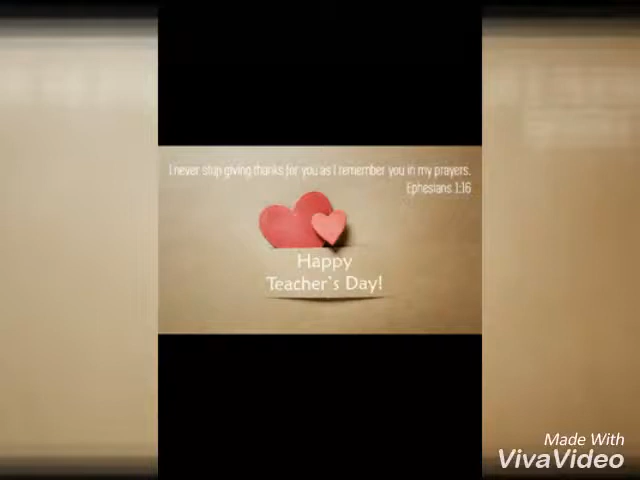 I never stop giving thanks for you as I remember you in my prayers.
Ephesians 1:16
Happy
Teacher's Day!
Made With
VivaVideo